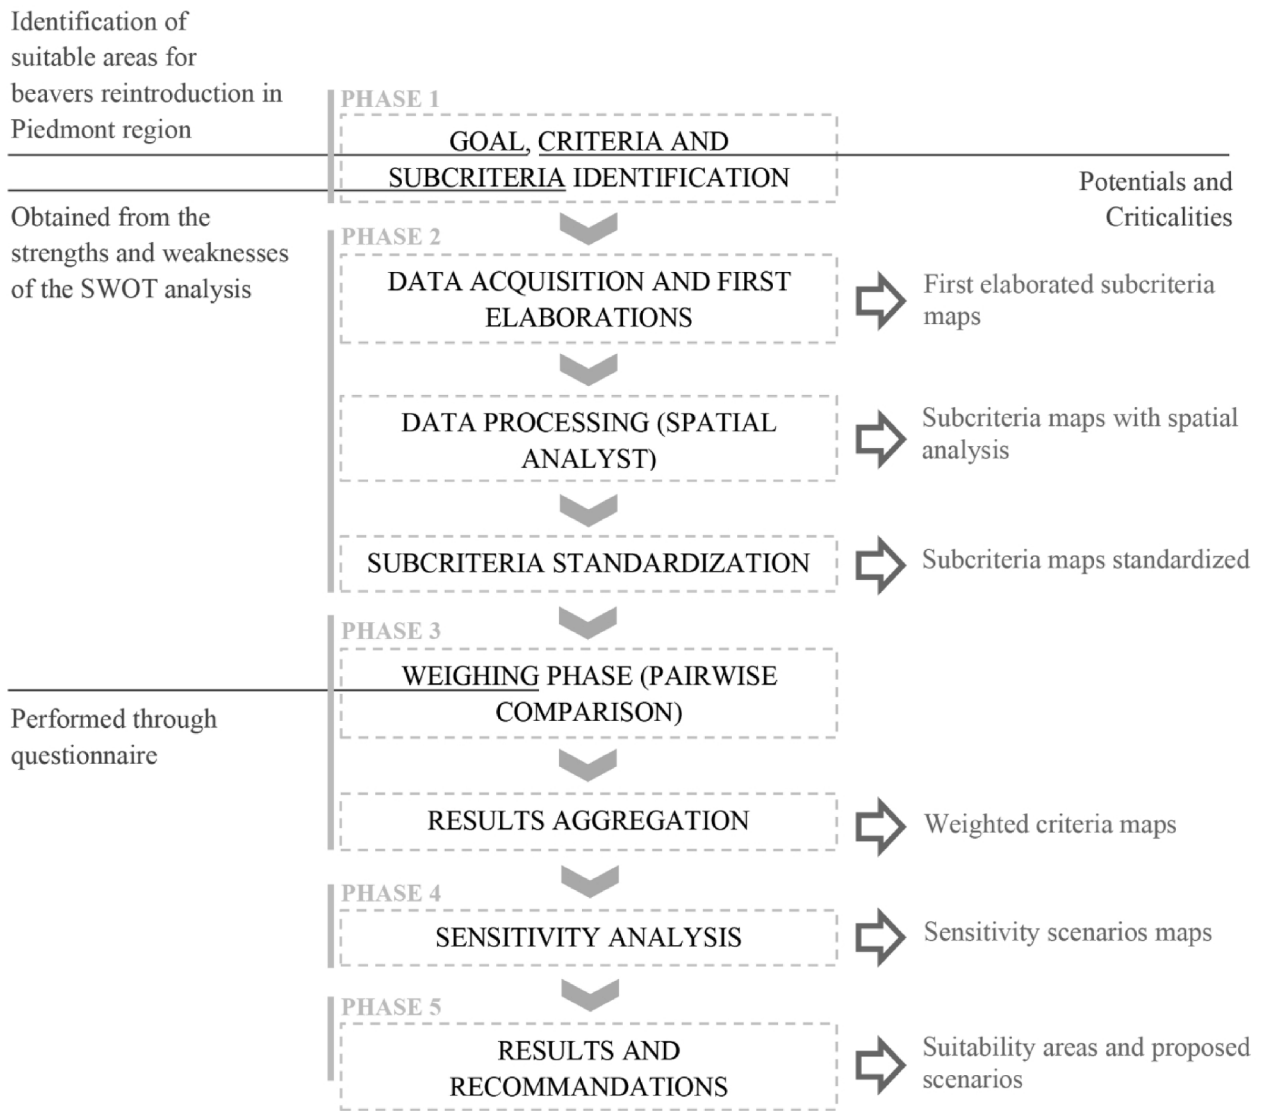 Identification of
suitable areas for
beavers reintroduction in
Piedmont region
PHASE 1
GOAL, CRITERIA AND
SUBCRITERIA IDENTIFICATION
Potentials and
Criticalities
Obtained from the
strengths and weaknesses
of the SWOT analysis
PHASE 2
DATA ACQUISITION AND FIRST
ELABORATIONS
First elaborated subcriteria
maps
DATA PROCESSING (SPATIAL
ANALYST)
Subcriteria maps with spatial
analysis
SUBCRITERIA STANDARDIZATION
Subcriteria maps standardized
PHASE 3
WEIGHING PHASE (PAIRWISE
COMPARISON)
Performed through
questionnaire
RESULTS AGGREGATION
Weighted criteria maps
PHASE 4
SENSITIVITY ANALYSIS
Sensitivity scenarios maps
PHASE 5
RESULTS AND
RECOMMANDATIONS
Suitability areas and proposed
scenarios